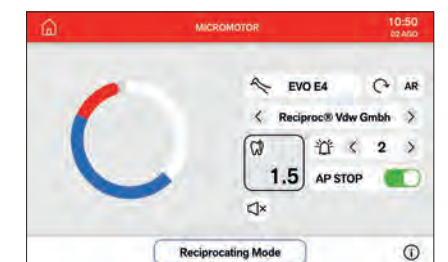 MICROMOTOR
10:50
02 AGO
EVO E4
AR
< Reciproc® Vdw Gmbh >
< 2 >
1.5
AP STOP
Reciprocating Mode